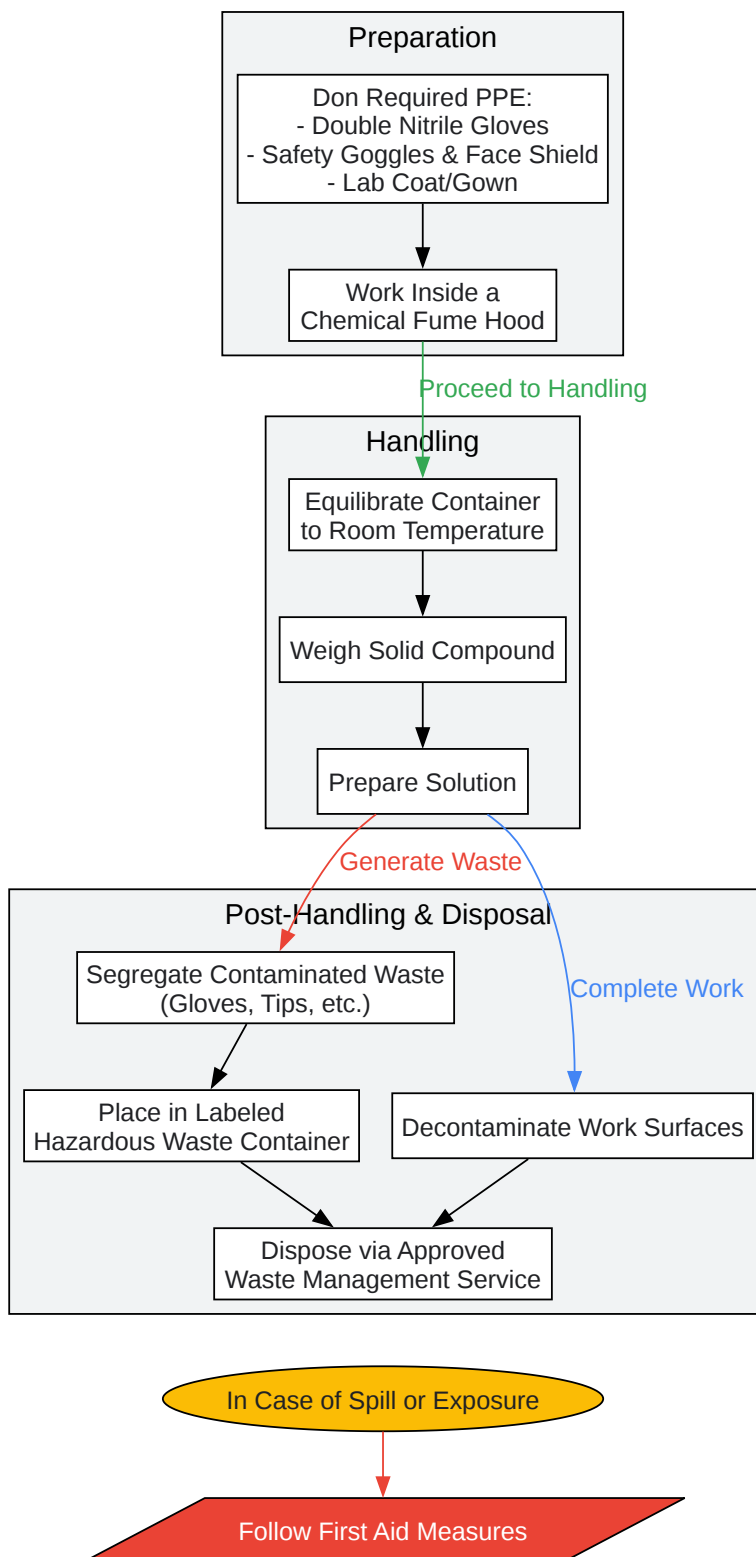 Preparation
Don Required PPE:
- Double Nitrile Gloves
- Safety Goggles & Face Shield
- Lab Coat/Gown
Work Inside a
Chemical Fume Hood
Proceed to Handling
Handling
Equilibrate Container
to Room Temperature
Weigh Solid Compound
Prepare Solution
Generate Waste
Post-Handling & Disposal
Segregate Contaminated Waste
(Gloves, Tips, etc.)
Complete Work
Place in Labeled
Hazardous Waste Container
Decontaminate Work Surfaces
Dispose via Approved
Waste Management Service
In Case of Spill or Exposure
Follow First Aid Measures